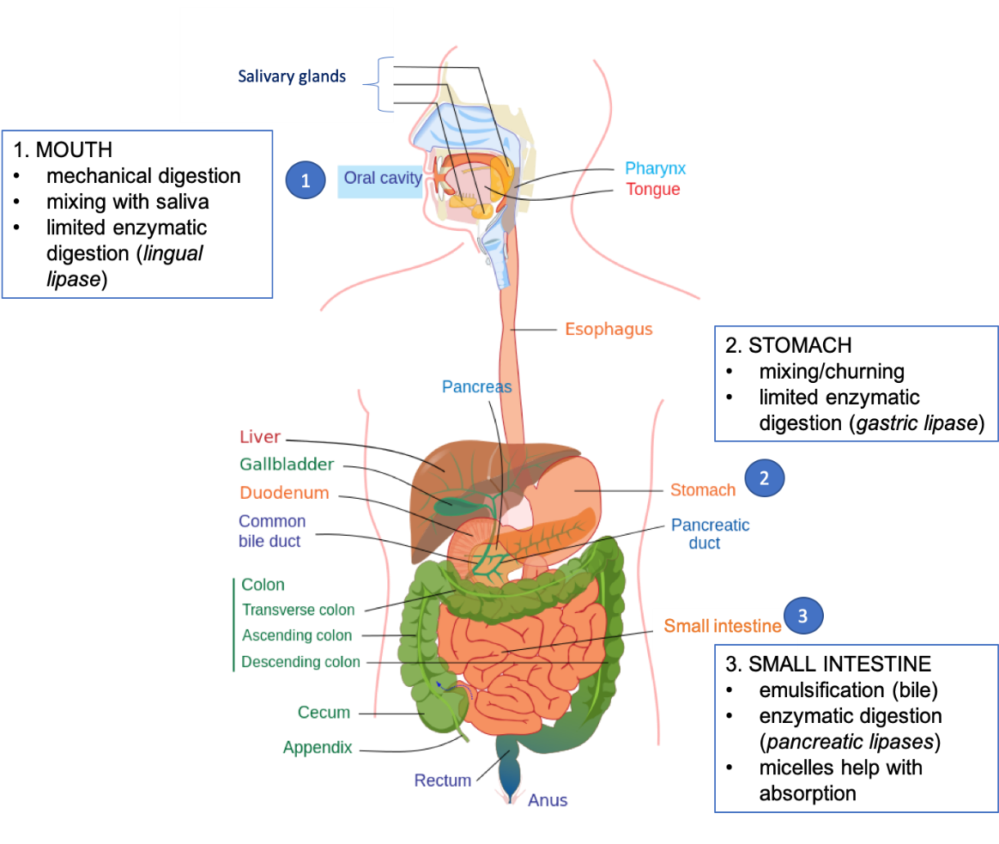 Salivary glands
1. MOUTH
• mechanical digestion
• mixing with saliva
• limited enzymatic
digestion (lingual
lipase)
1
Oral cavity
Pharynx
Tongue
Esophagus
2. STOMACH
• mixing/churning
• limited enzymatic
digestion (gastric lipase)
Pancreas
Liver
Gallbladder
Duodenum
Common
bile duct
Stomach
2
Pancreatic
duct
Colon
Transverse colon
Ascending colon
Descending colon
Small intestine
3
3. SMALL INTESTINE
• emulsification (bile)
• enzymatic digestion
(pancreatic lipases)
• micelles help with
absorption
Cecum
Appendix
Rectum
Anus